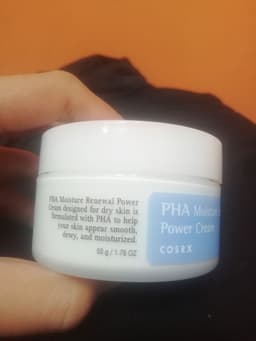 PHA Moisture Renewal Power
Cream designed for dry skin is
formulated with PHA to help
your skin appear smooth,
dewy, and moisturized.
50 g / 1.76 OZ
PHA Moisture
Power Cream
COSRX